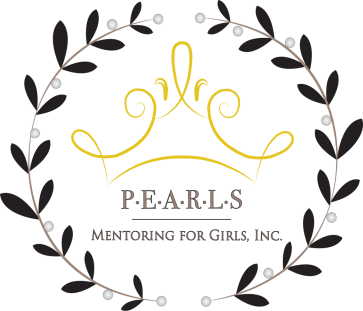 P·E·A·R·L·S
MENTORING FOR GIRLS, INC.